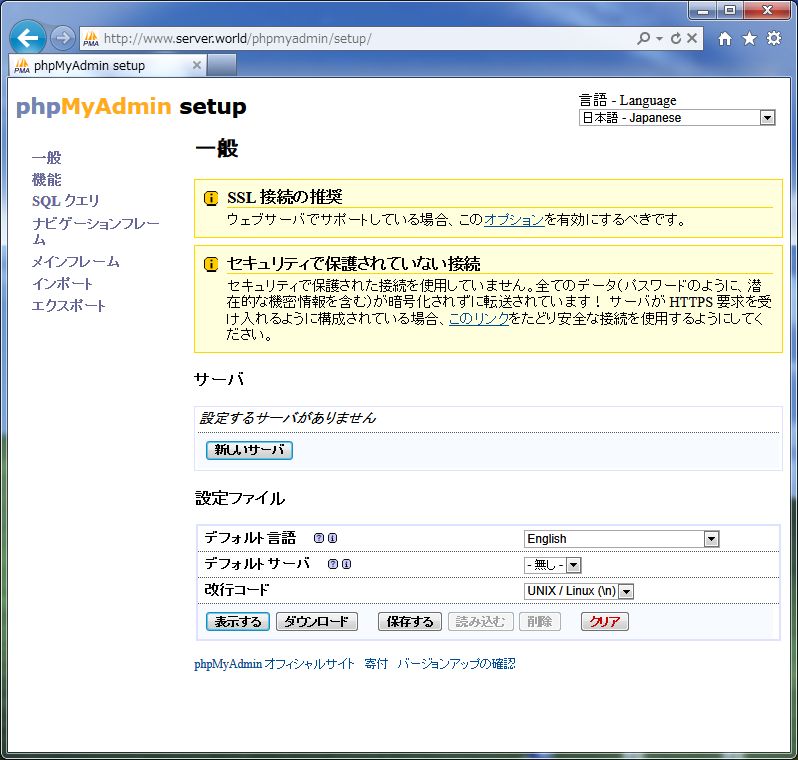 http://www.server.world/phpmyadmin/setup/
phpMyAdmin setup
phpMyAdmin setup
言語 - Language
日本語 - Japanese
一般
機能
SQL クエリ
ナビゲーションフレー
ム
メインフレーム
インポート
エクスポート
一般
SSL 接続の推奨
ウェブサーバでサポートしている場合、このオプションを有効にするべきです。
セキュリティで保護されていない接続
セキュリティで保護された接続を使用していません。全てのデータ(パスワードのように、潜
在的な機密情報を含む)が暗号化されずに転送されています！ サーバが HTTPS 要求を受
け入れるように構成されている場合、このリンクをたどり安全な接続を使用するようにしてく
ださい。
サーバ
設定するサーバがありません
新しいサーバ
設定ファイル
デフォルト言語 English
デフォルトサーバ - 無し -
改行コード UNIX / Linux (\n)
表示する ダウンロード 保存する 読み込む 削除 クリア
phpMyAdmin オフィシャルサイト 寄付 バージョンアップの確認